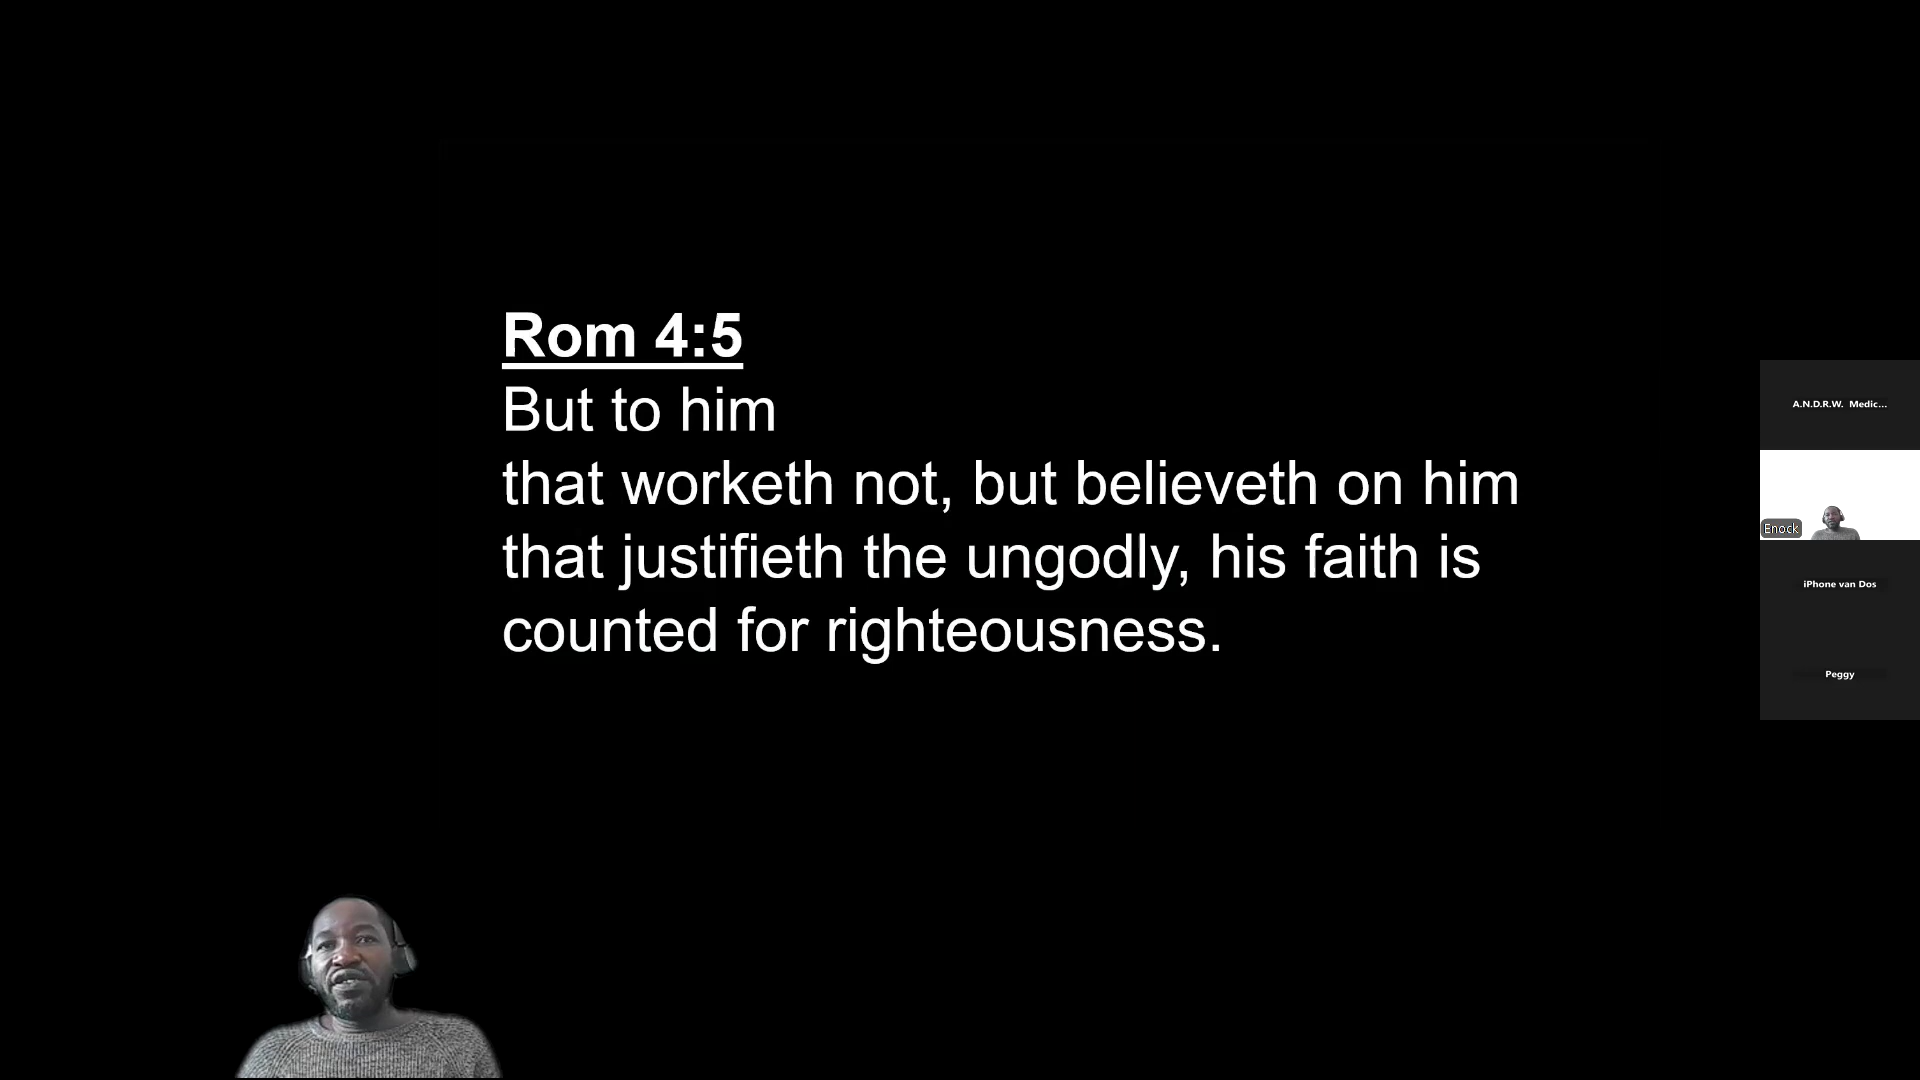 Rom 4:5
But to him
that worketh not, but believeth on him
that justifieth the ungodly, his faith is
counted for righteousness.
A.N.D.R.W. Medic...
Enock
iPhone van Dos
Peggy